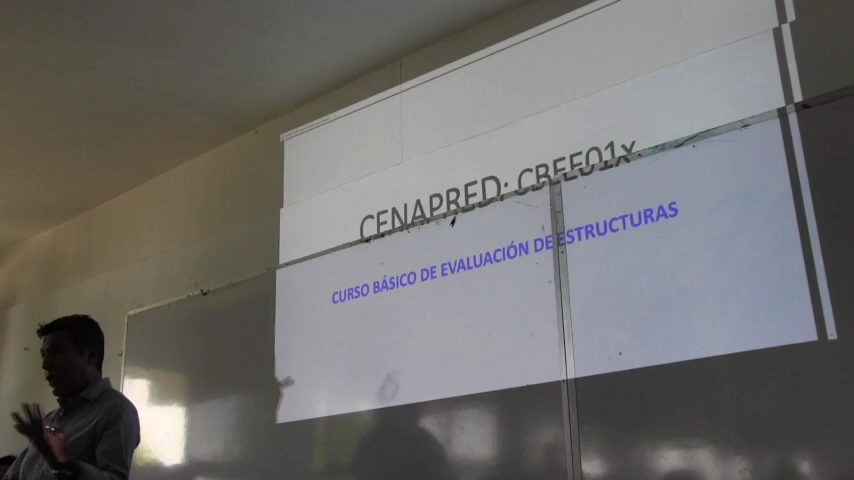 CENAPRED: CBEE01x
CURSO BÁSICO DE EVALUACIÓN DE ESTRUCTURAS